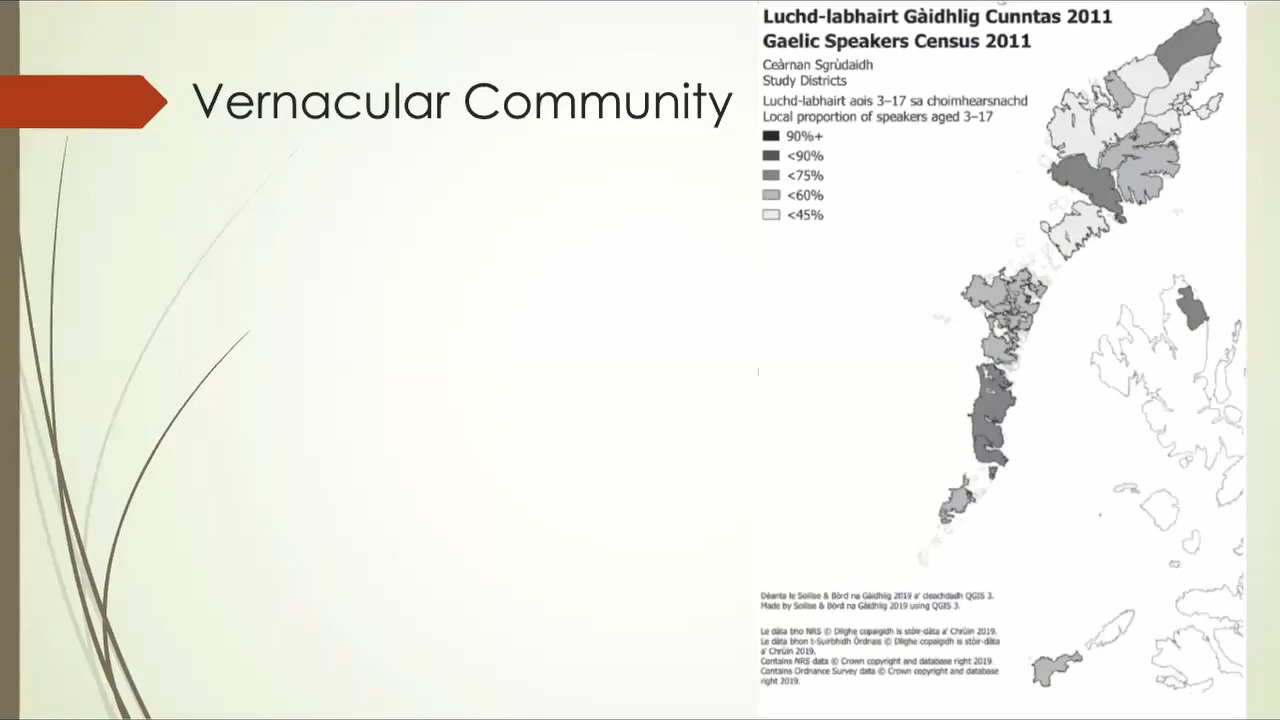 Vernacular Community
Luchd-labhairt Gàidhlig Cunntas 2011
Gaelic Speakers Census 2011
Ceàrnan Sgrùdaidh
Study Districts
Luchd-labhairt aois 3–17 sa choimhearsnachd
Local proportion of speakers aged 3–17
90%+
<90%
<75%
<60%
<45%
Dèanta le Soillse & Bòrd na Gàidhlig 2019 a' cleachdadh QGIS 3.
Made by Soillse & Bòrd na Gàidhlig 2019 using QGIS 3.
Le dàta bho NRS © Dlighe copaigidh is stòr-dàta a' Chrùin 2019.
Le dàta bhon t-Suirbhidh Òrdnais © Dlighe copaigidh is stòr-dàta
a' Chrùin 2019.
Contains NRS data © Crown copyright and database right 2019.
Contains Ordnance Survey data © Crown copyright and database
right 2019.